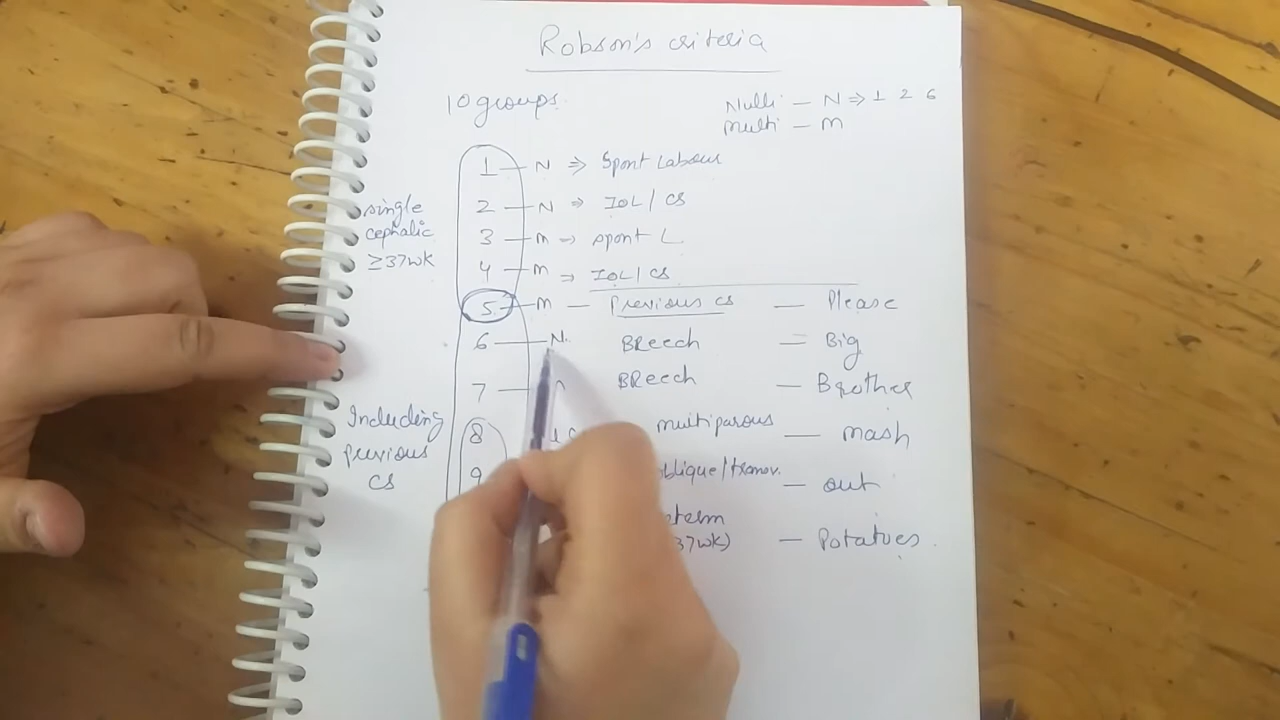 Robson's criteria
10 groups.
Nulli — N ⇒ 1 2 6
Multi — M
1 — N ⇒ Spont Labour
2 — N ⇒ IOL / CS
3 — M ⇒ Spont L.
4 — M ⇒ IOL / CS
single
cephalic
≥37wk
5 — M — Previous cs — Please
6 — N. Breech = Big
7 — Breech — Brother
8 multiparous — mash
9 — out
37wk) — Potatoes
Including
previous
CS